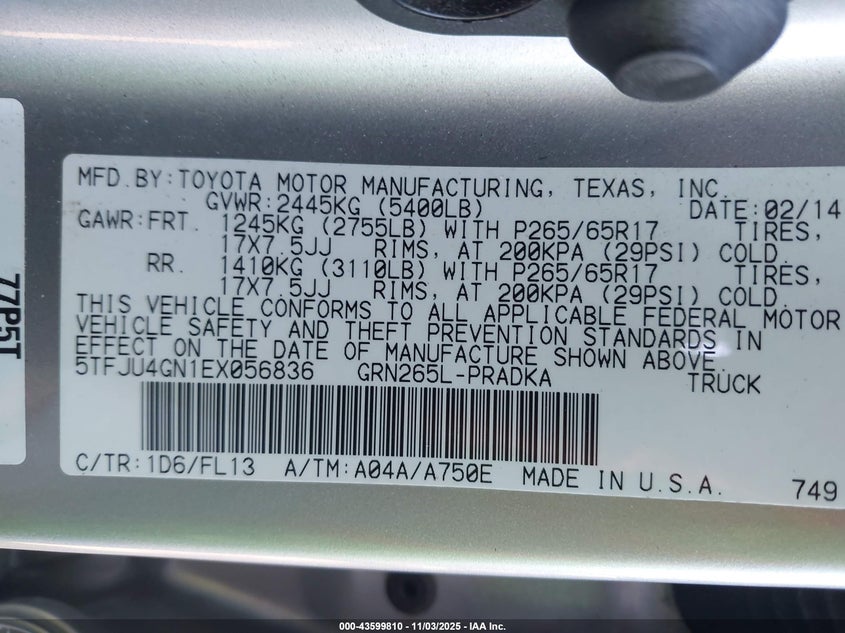 MFD.BY:TOYOTA MOTOR MANUFACTURING, TEXAS, INC.
GVWR:2445KG (5400LB) DATE:02/14
GAWR:FRT. 1245KG (2755LB) WITH P265/65R17 TIRES,
17X7.5JJ RIMS, AT 200KPA (29PSI) COLD.
RR. 1410KG (3110LB) WITH P265/65R17 TIRES,
17X7.5JJ RIMS, AT 200KPA (29PSI) COLD.
THIS VEHICLE CONFORMS TO ALL APPLICABLE FEDERAL MOTOR
VEHICLE SAFETY AND THEFT PREVENTION STANDARDS IN
EFFECT ON THE DATE OF MANUFACTURE SHOWN ABOVE.
5TFJU4GN1EX056836 GRN265L-PRADKA TRUCK
C/TR:1D6/FL13 A/TM:A04A/A750E MADE IN U.S.A. 749
77P5T
000-43599810 - 11/03/2025 - IAA Inc.